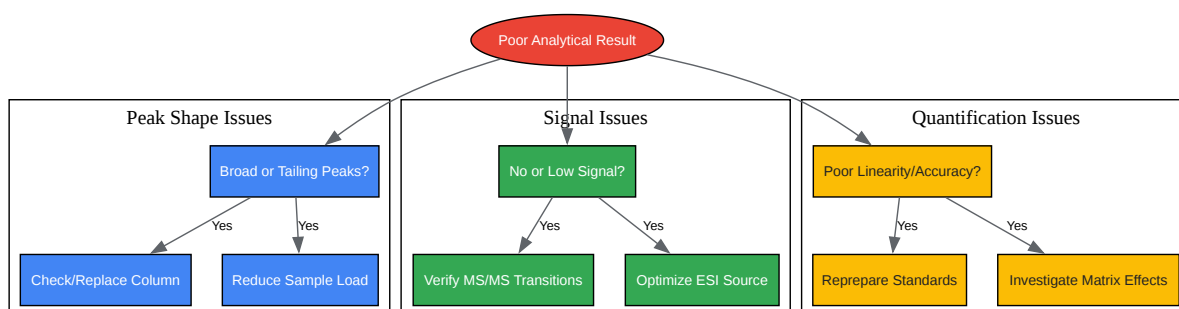 Poor Analytical Result
Peak Shape Issues
Signal Issues
Quantification Issues
Broad or Tailing Peaks?
No or Low Signal?
Poor Linearity/Accuracy?
Yes
Yes
Yes
Yes
Yes
Yes
Check/Replace Column
Reduce Sample Load
Verify MS/MS Transitions
Optimize ESI Source
Reprepare Standards
Investigate Matrix Effects